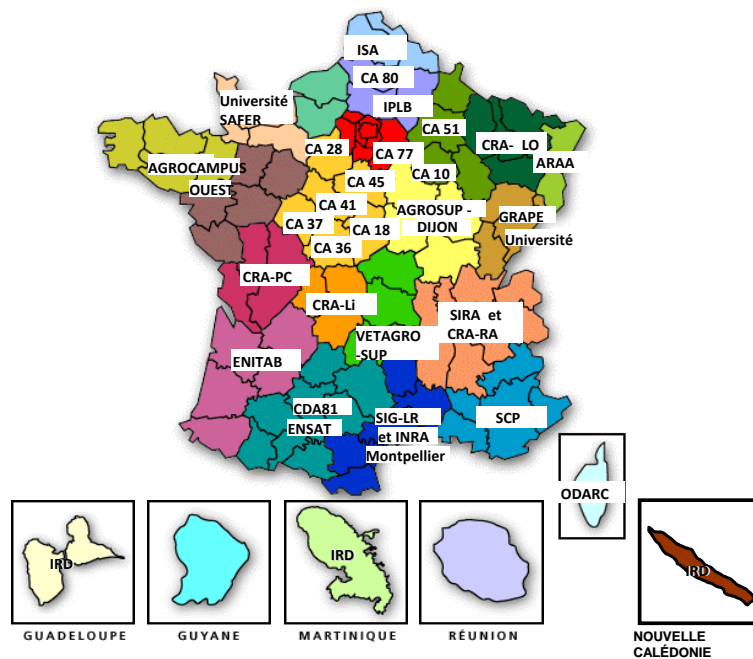 ISA
CA 80
IPLB
Université
SAFER
CA 51
CRA- LO
ARAA
CA 28
CA 77
AGROCAMPUS
OUEST
CA 10
CA 45
CA 41
AGROSUP -
DIJON
GRAPE
Université
CA 37
CA 18
CA 36
CRA-PC
CRA-Li
SIRA et
CRA-RA
VETAGRO
-SUP
ENITAB
CDA81
ENSAT
SIG-LR
et INRA
Montpellier
SCP
ODARC
IRD
IRD
IRD
GUADELOUPE
GUYANE
MARTINIQUE
RÉUNION
NOUVELLE
CALÉDONIE